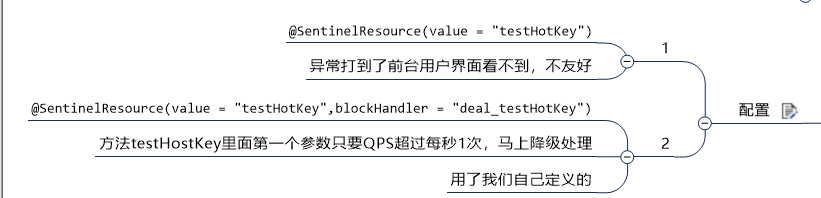 @SentinelResource(value = "testHotKey")
1
异常打到了前台用户界面看不到，不友好
@SentinelResource(value = "testHotKey",blockHandler = "deal_testHotKey")
配置
方法testHostKey里面第一个参数只要QPS超过每秒1次，马上降级处理
2
用了我们自己定义的